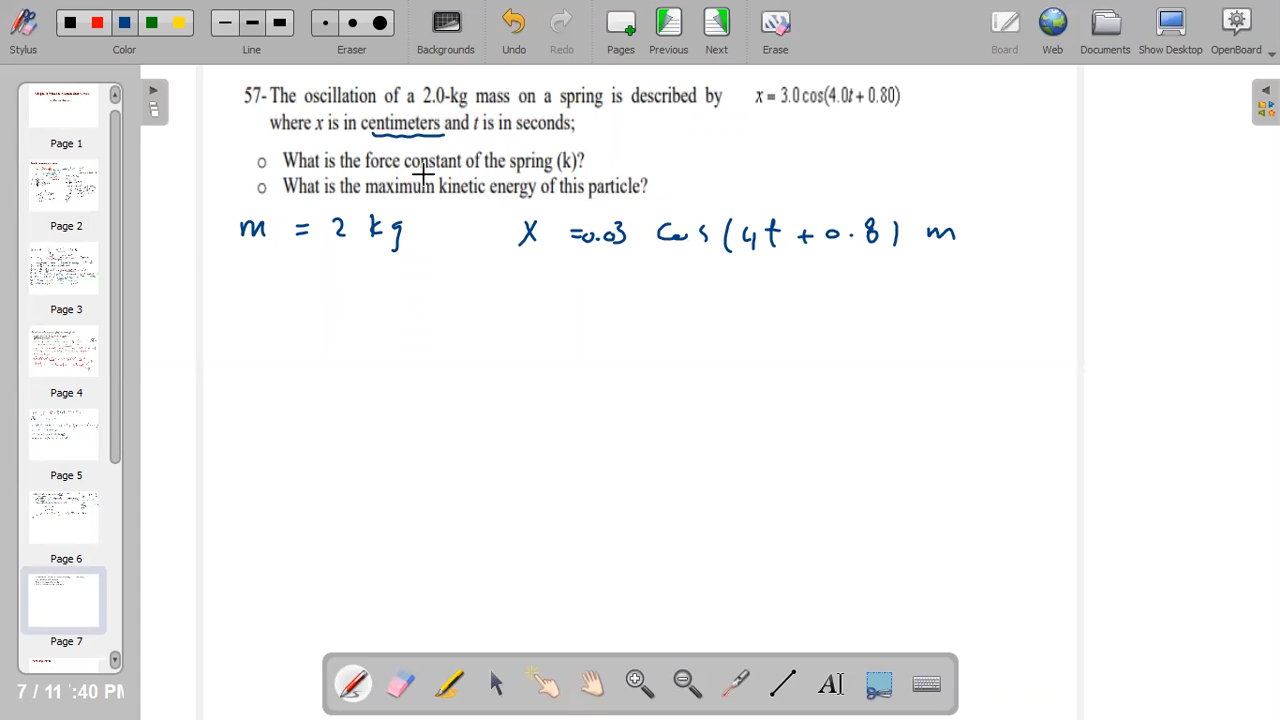 Stylus
Color
Line
Eraser
Backgrounds
Undo
Redo
Pages
Previous
Next
Erase
Board
Web
Documents
Show Desktop
OpenBoard
Page 1
Page 2
Page 3
Page 4
Page 5
Page 6
Page 7
57- The oscillation of a 2.0-kg mass on a spring is described by x = 3.0 cos(4.0t + 0.80)
where x is in centimeters and t is in seconds;
o What is the force constant of the spring (k)?
o What is the maximum kinetic energy of this particle?
m = 2 kg x = 0.03 cos(4t + 0.8) m
7 / 11
:40 PM